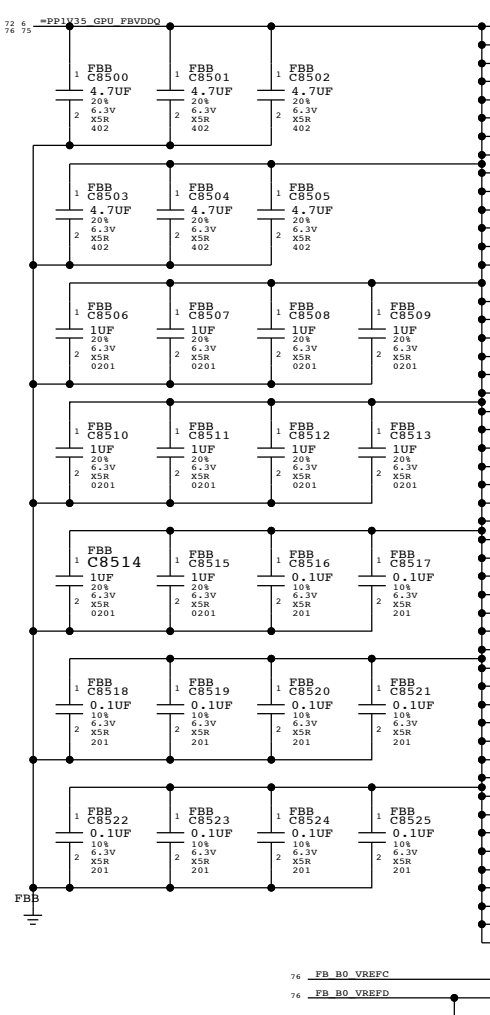 72 6 =PP1V35_GPU_FBVDDQ
76 75
FBB FBB FBB
1 C8500 1 C8501 1 C8502
4.7UF 4.7UF 4.7UF
20% 20% 20%
2 6.3V 2 6.3V 2 6.3V
X5R X5R X5R
402 402 402
FBB FBB FBB
1 C8503 1 C8504 1 C8505
4.7UF 4.7UF 4.7UF
20% 20% 20%
2 6.3V 2 6.3V 2 6.3V
X5R X5R X5R
402 402 402
FBB FBB FBB FBB
1 C8506 1 C8507 1 C8508 1 C8509
1UF 1UF 1UF 1UF
20% 20% 20% 20%
2 6.3V 2 6.3V 2 6.3V 2 6.3V
X5R X5R X5R X5R
0201 0201 0201 0201
FBB FBB FBB FBB
1 C8510 1 C8511 1 C8512 1 C8513
1UF 1UF 1UF 1UF
20% 20% 20% 20%
2 6.3V 2 6.3V 2 6.3V 2 6.3V
X5R X5R X5R X5R
0201 0201 0201 0201
FBB FBB FBB FBB
1 C8514 1 C8515 1 C8516 1 C8517
1UF 1UF 0.1UF 0.1UF
20% 20% 10% 10%
2 6.3V 2 6.3V 2 6.3V 2 6.3V
X5R X5R X5R X5R
0201 0201 201 201
FBB FBB FBB FBB
1 C8518 1 C8519 1 C8520 1 C8521
0.1UF 0.1UF 0.1UF 0.1UF
10% 10% 10% 10%
2 6.3V 2 6.3V 2 6.3V 2 6.3V
X5R X5R X5R X5R
201 201 201 201
FBB FBB FBB FBB
1 C8522 1 C8523 1 C8524 1 C8525
0.1UF 0.1UF 0.1UF 0.1UF
10% 10% 10% 10%
2 6.3V 2 6.3V 2 6.3V 2 6.3V
X5R X5R X5R X5R
201 201 201 201
FBB
76 FB_B0_VREFC
76 FB_B0_VREFD